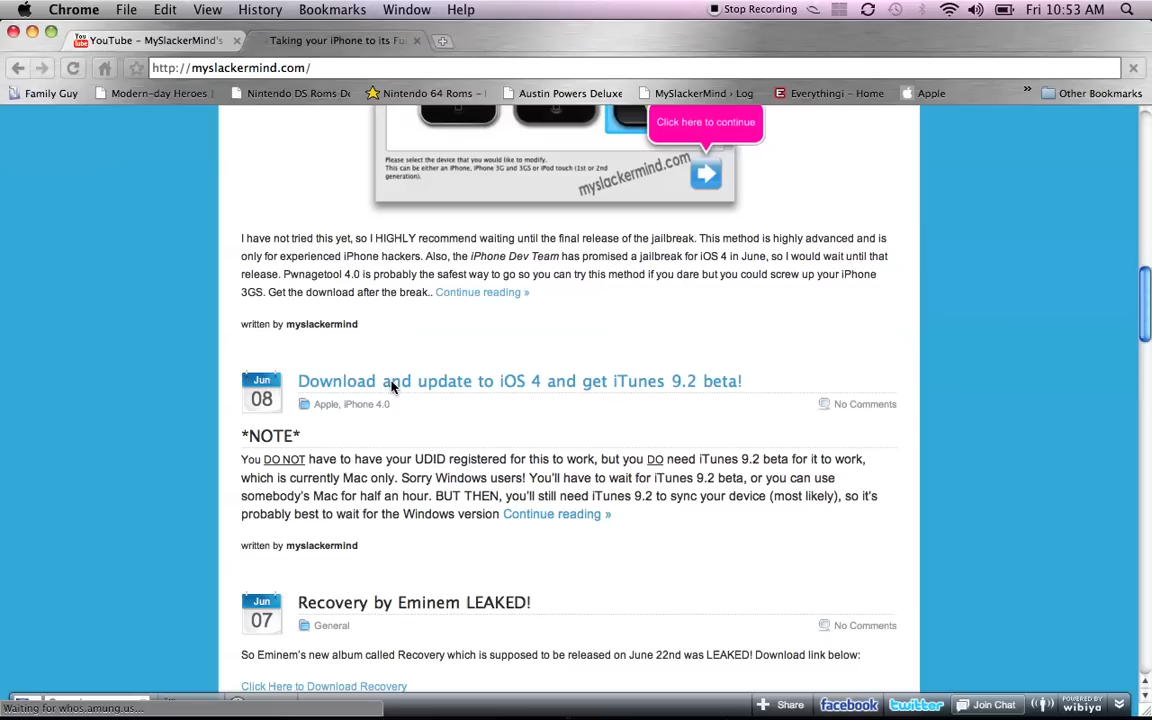 Chrome File Edit View History Bookmarks Window Help Stop Recording Fri 10:53 AM
YouTube - MySlackerMind's Taking your iPhone to its Fu
http://myslackermind.com/
Family Guy Modern-day Heroes Nintendo DS Roms De Nintendo 64 Roms - Austin Powers Deluxe MySlackerMind › Log Everythingi - Home Apple » Other Bookmarks
Click here to continue
Please select the device that you would like to modify.
This can be either an iPhone, iPhone 3G and 3GS or iPod touch (1st or 2nd
generation).
myslackermind.com
I have not tried this yet, so I HIGHLY recommend waiting until the final release of the jailbreak. This method is highly advanced and is
only for experienced iPhone hackers. Also, the iPhone Dev Team has promised a jailbreak for iOS 4 in June, so I would wait until that
release. Pwnagetool 4.0 is probably the safest way to go so you can try this method if you dare but you could screw up your iPhone
3GS. Get the download after the break.. Continue reading »
written by myslackermind
Jun
08
Download and update to iOS 4 and get iTunes 9.2 beta!
Apple, iPhone 4.0 No Comments
*NOTE*
You DO NOT have to have your UDID registered for this to work, but you DO need iTunes 9.2 beta for it to work,
which is currently Mac only. Sorry Windows users! You'll have to wait for iTunes 9.2 beta, or you can use
somebody's Mac for half an hour. BUT THEN, you'll still need iTunes 9.2 to sync your device (most likely), so it's
probably best to wait for the Windows version Continue reading »
written by myslackermind
Jun
07
Recovery by Eminem LEAKED!
General No Comments
So Eminem's new album called Recovery which is supposed to be released on June 22nd was LEAKED! Download link below:
Click Here to Download Recovery
Waiting for whos.amung.us...
Share facebook twitter Join Chat POWERED BY wibiya